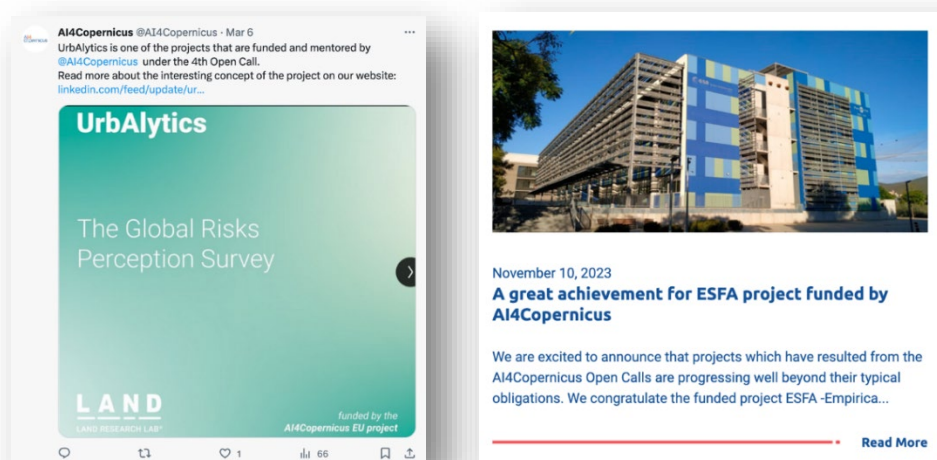 AI4Copernicus @AI4Copernicus · Mar 6
UrbAlytics is one of the projects that are funded and mentored by
@AI4Copernicus under the 4th Open Call.
Read more about the interesting concept of the project on our website:
linkedin.com/feed/update/ur...
UrbAlytics
The Global Risks
Perception Survey
LAND
LAND RESEARCH LAB
funded by the
AI4Copernicus EU project
1
66
November 10, 2023
A great achievement for ESFA project funded by
AI4Copernicus
We are excited to announce that projects which have resulted from the
AI4Copernicus Open Calls are progressing well beyond their typical
obligations. We congratulate the funded project ESFA -Empirica...
Read More